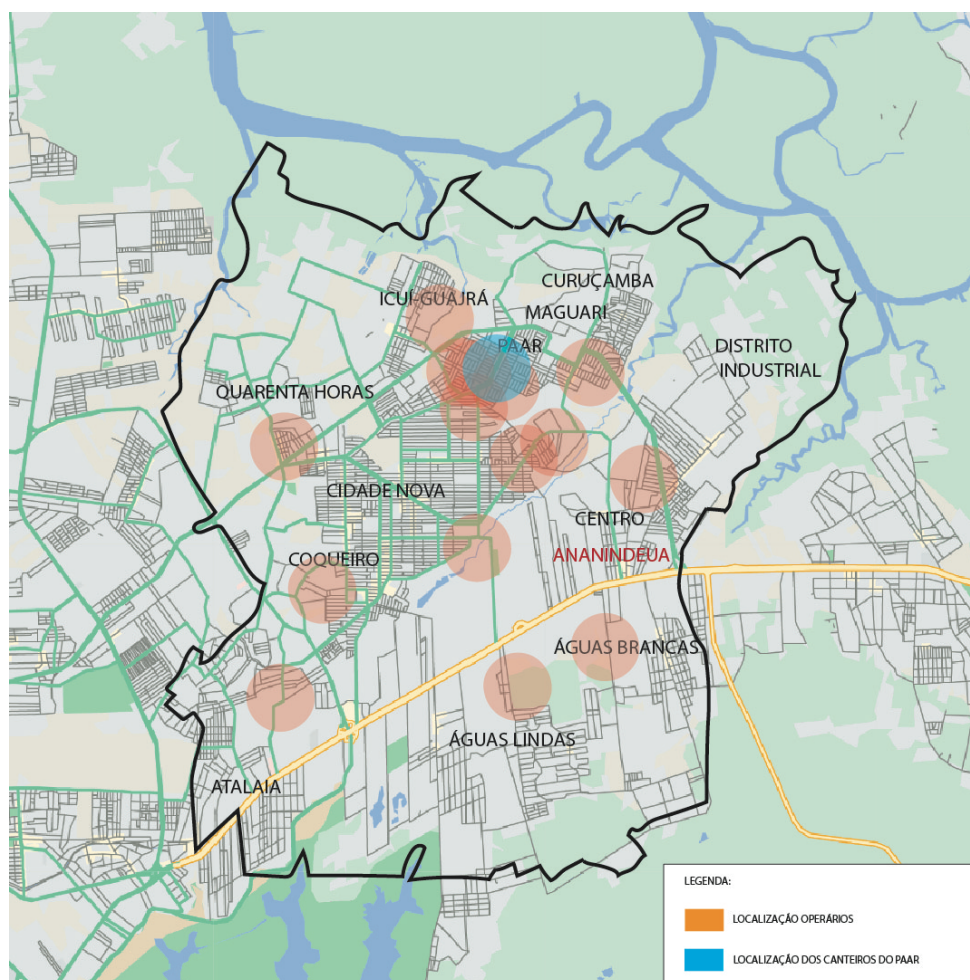 CURUÇAMBA
ICUÍ-GUAJRÁ
MAGUARI
PAAR
DISTRITO
INDUSTRIAL
QUARENTA HORAS
CIDADE NOVA
CENTRO
COQUEIRO
ANANINDEUA
ÁGUAS BRANCAS
ÁGUAS LINDAS
ATALAIA
LEGENDA:
LOCALIZAÇÃO OPERÁRIOS
LOCALIZAÇÃO DOS CANTEIROS DO PAAR